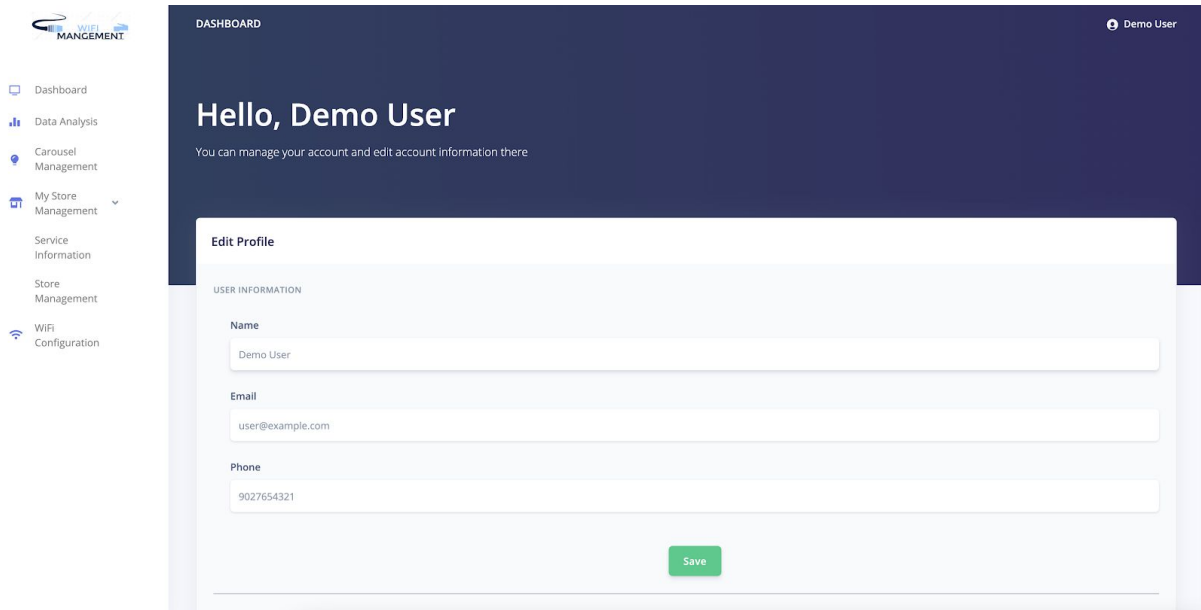 WIFI
MANGEMENT
Dashboard
Data Analysis
Carousel
Management
My Store
Management
Service
Information
Store
Management
WiFi
Configuration
DASHBOARD
Demo User
Hello, Demo User
You can manage your account and edit account information there
Edit Profile
USER INFORMATION
Name
Demo User
Email
user@example.com
Phone
9027654321
Save